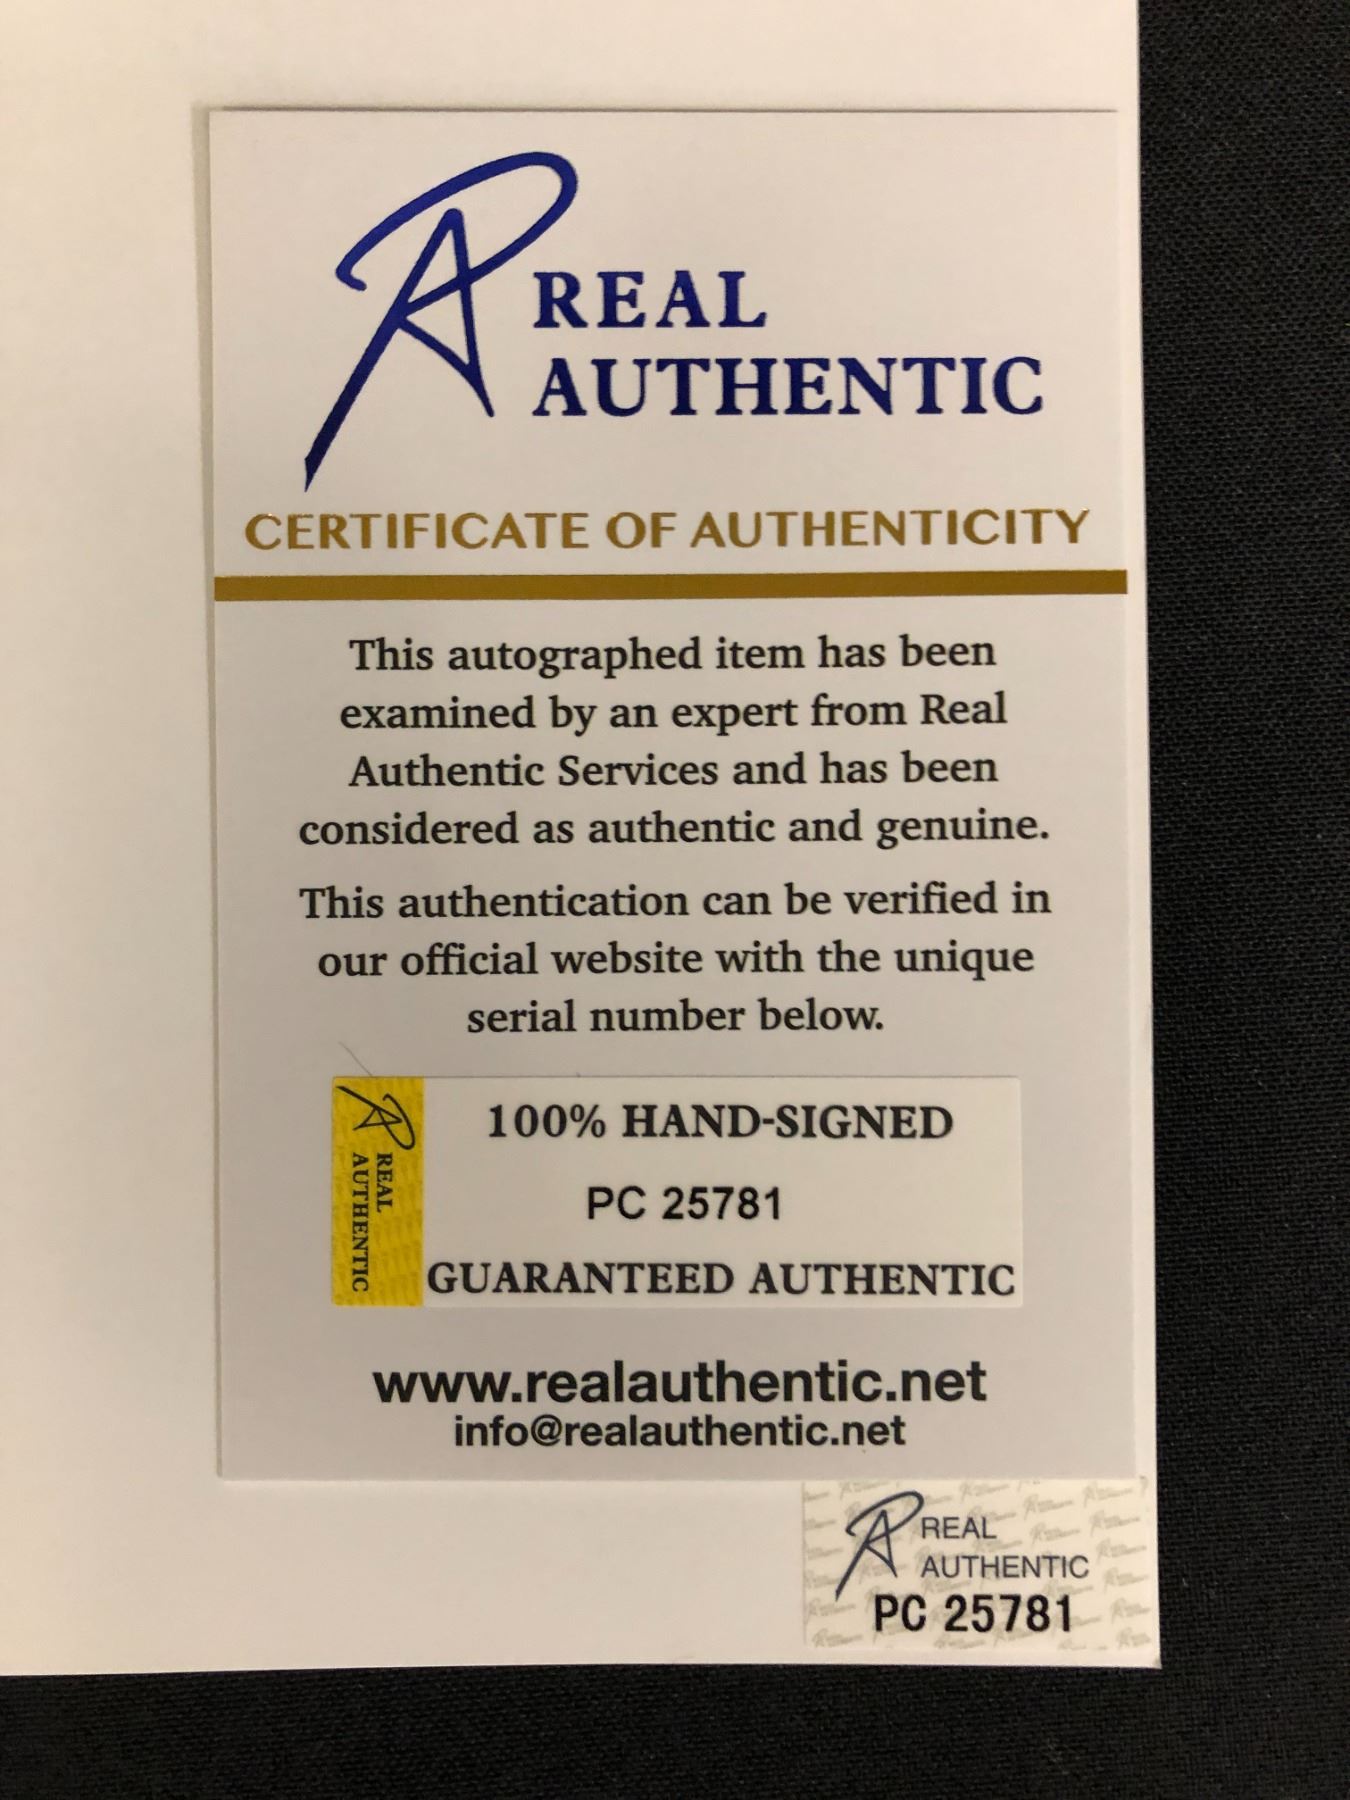 REAL
AUTHENTIC
CERTIFICATE OF AUTHENTICITY
This autographed item has been
examined by an expert from Real
Authentic Services and has been
considered as authentic and genuine.
This authentication can be verified in
our official website with the unique
serial number below.
REAL
AUTHENTIC
100% HAND-SIGNED
PC 25781
GUARANTEED AUTHENTIC
www.realauthentic.net
info@realauthentic.net
REAL
AUTHENTIC
PC 25781